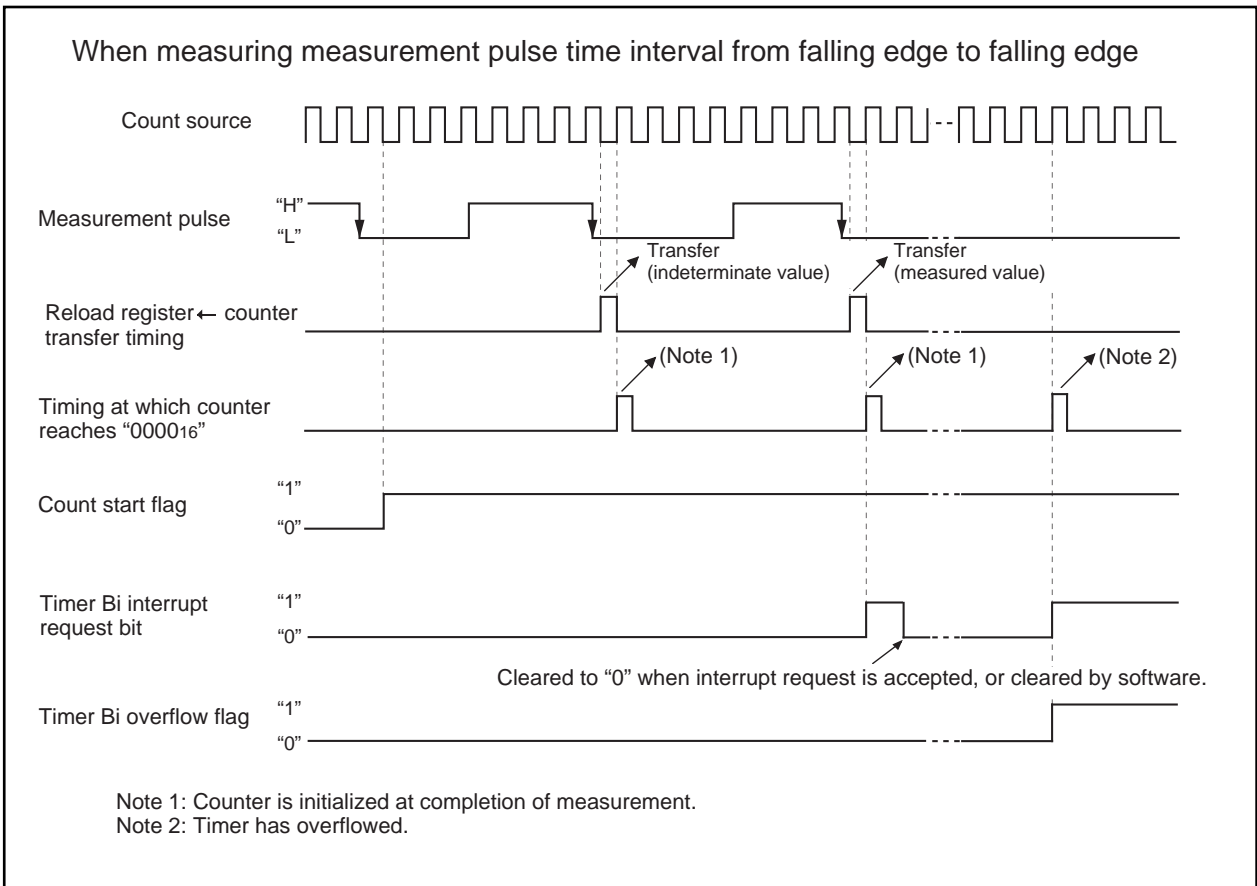 When measuring measurement pulse time interval from falling edge to falling edge
Count source
Measurement pulse
“H”
“L”
Transfer
(indeterminate value)
Transfer
(measured value)
Reload register ← counter
transfer timing
(Note 1)
(Note 1)
(Note 2)
Timing at which counter
reaches “000016”
Count start flag
“1”
“0”
Timer Bi interrupt
request bit
“1”
“0”
Cleared to “0” when interrupt request is accepted, or cleared by software.
Timer Bi overflow flag
“1”
“0”
Note 1: Counter is initialized at completion of measurement.
Note 2: Timer has overflowed.